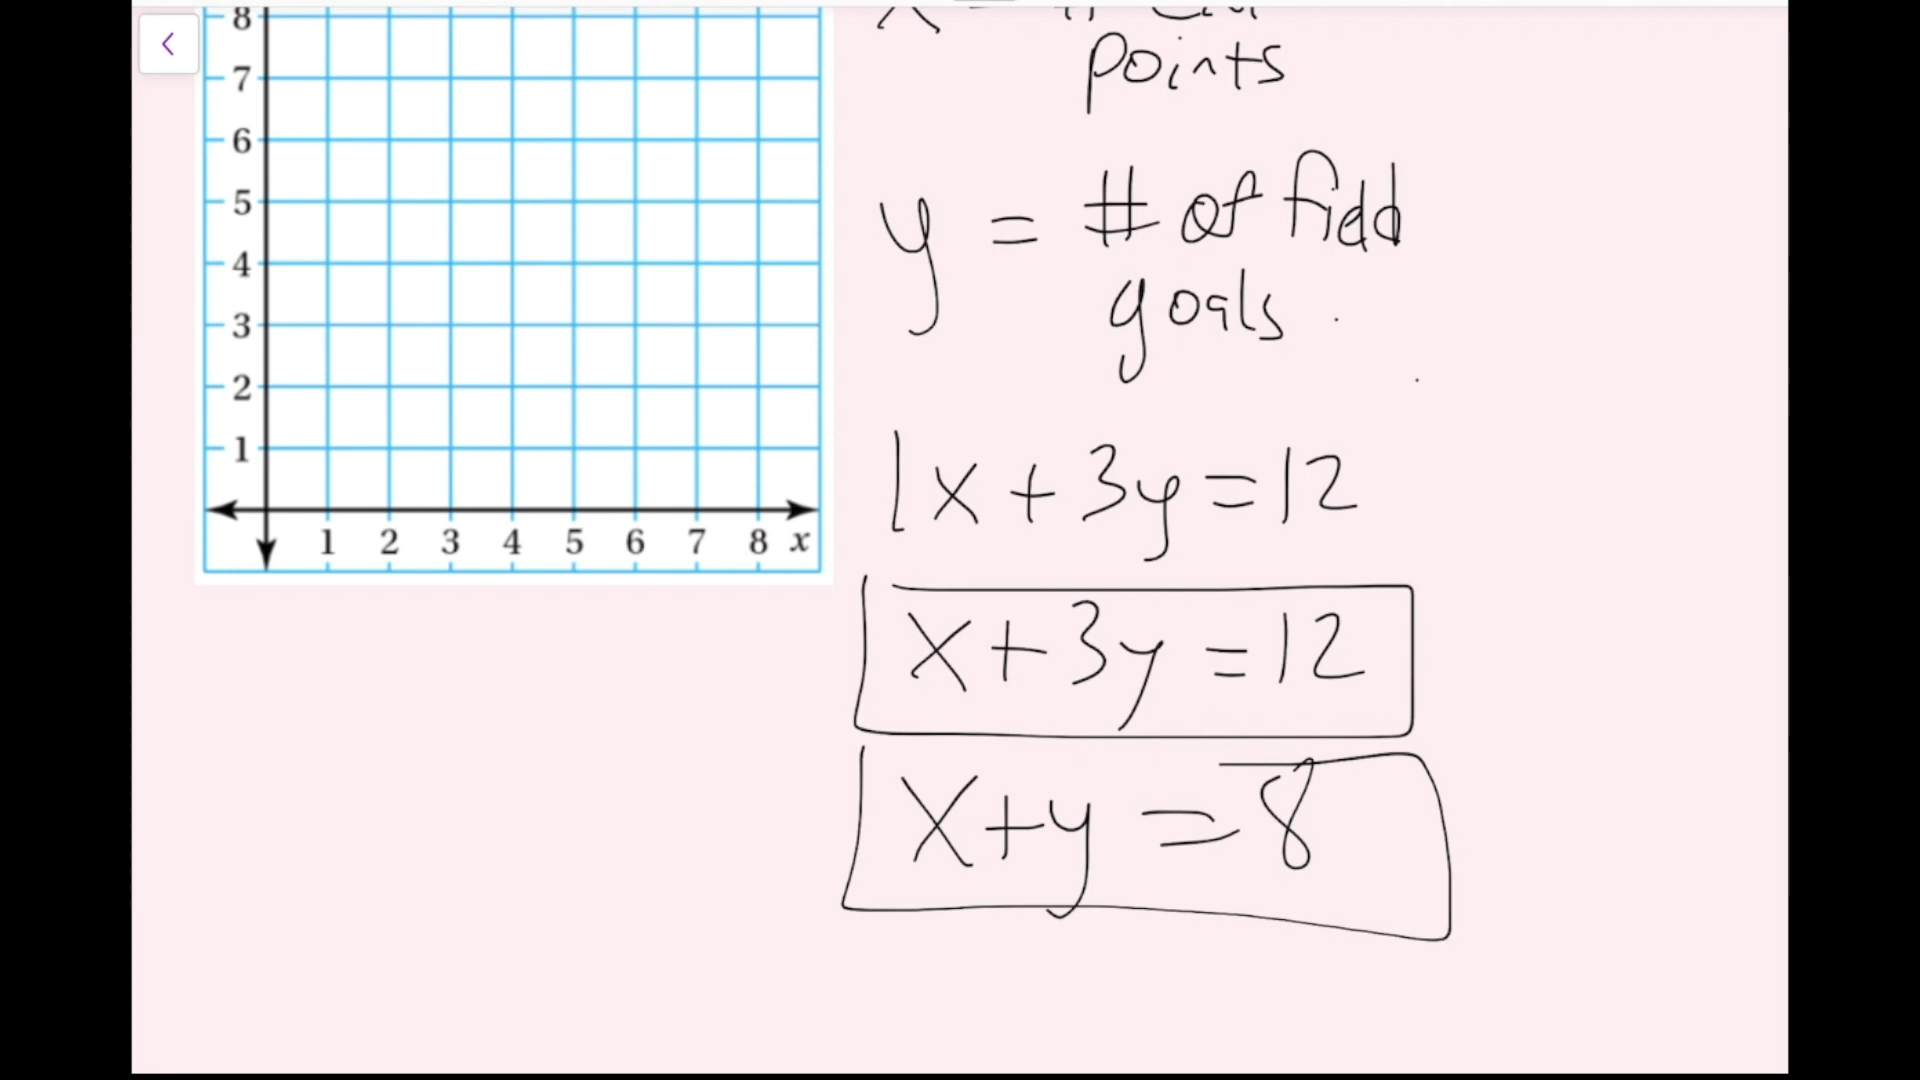 8
points
7
6
y = # of field
5
goals.
4
3
2
1x + 3y = 12
1
1 2 3 4 5 6 7 8 x
x + 3y = 12
x + y = 8